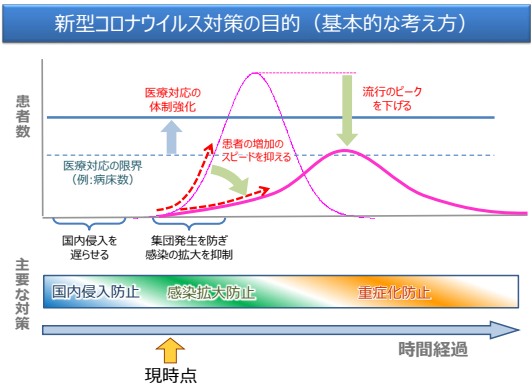 新型コロナウイルス対策の目的（基本的な考え方）
患者数
医療対応の
体制強化
流行のピーク
を下げる
患者の増加の
スピードを抑える
医療対応の限界
（例:病床数）
国内侵入を
遅らせる
集団発生を防ぎ
感染の拡大を抑制
主要な対策
国内侵入防止
感染拡大防止
重症化防止
時間経過
現時点